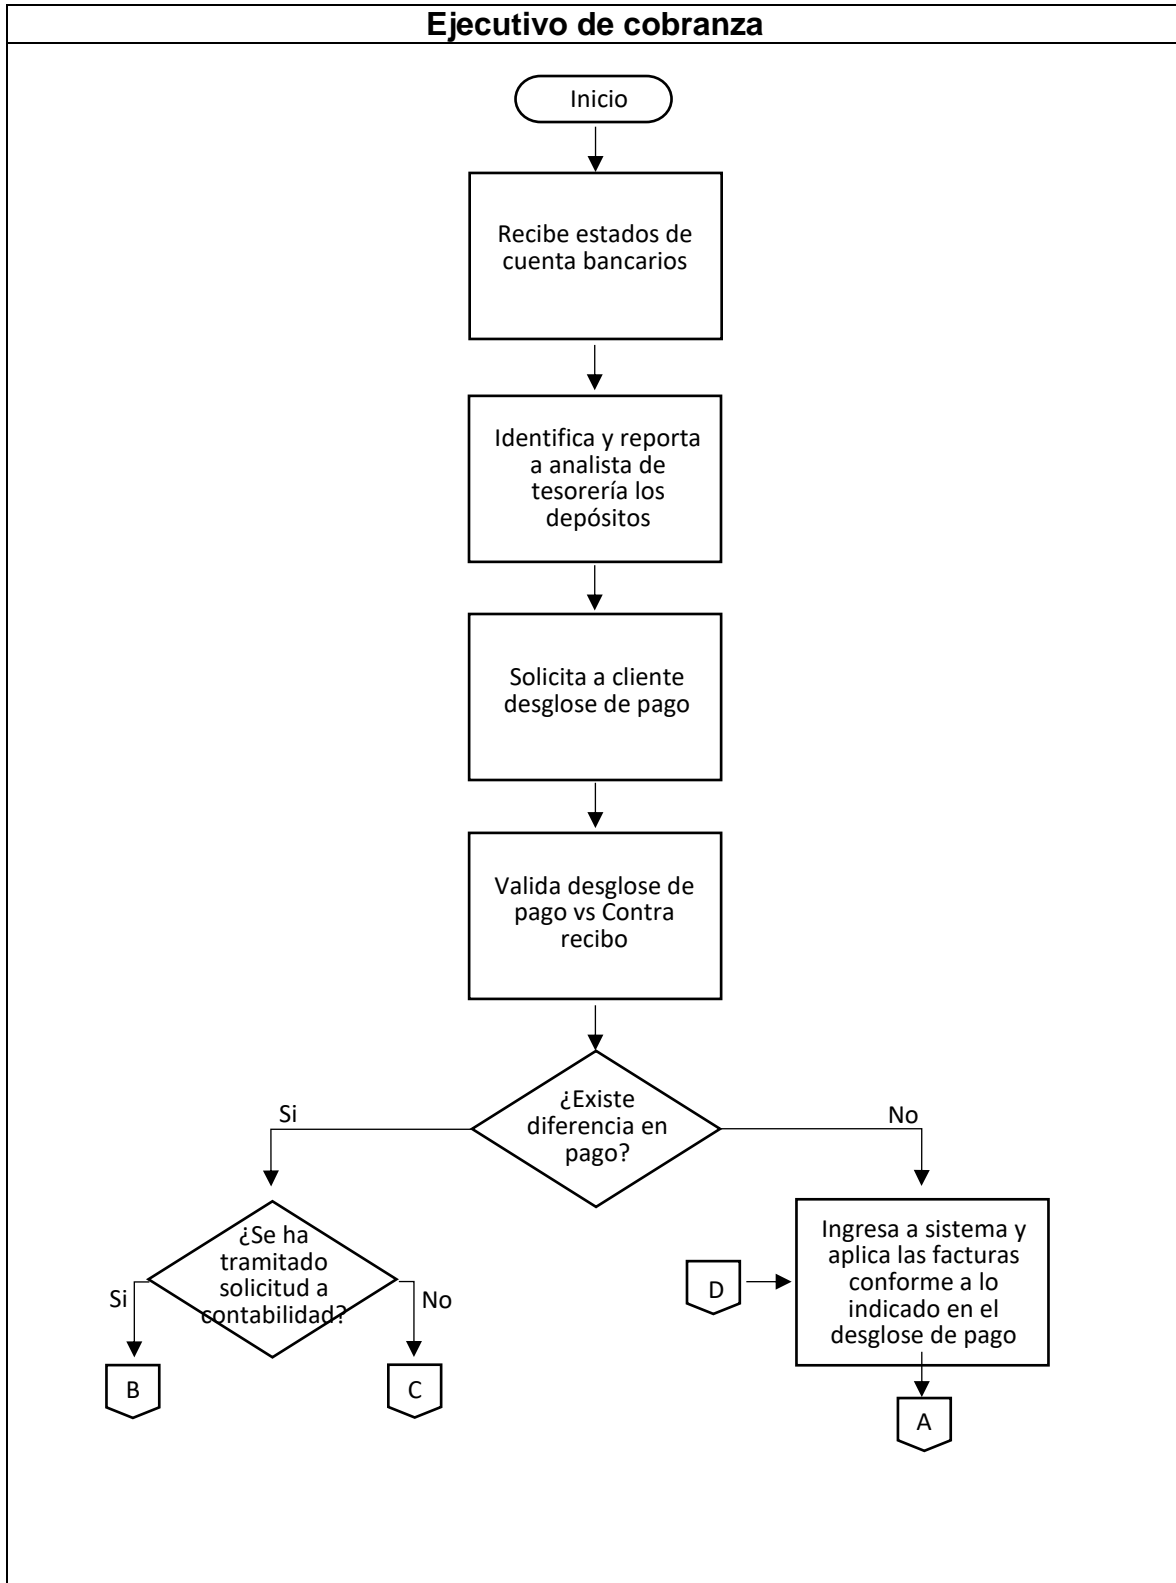 Ejecutivo de cobranza
Inicio
Recibe estados de
cuenta bancarios
Identifica y reporta
a analista de
tesorería los
depósitos
Solicita a cliente
desglose de pago
Valida desglose de
pago vs Contra
recibo
¿Existe
diferencia en
pago?
Si
No
¿Se ha
tramitado
solicitud a
contabilidad?
Si
No
B
C
Ingresa a sistema y
aplica las facturas
conforme a lo
indicado en el
desglose de pago
D
A